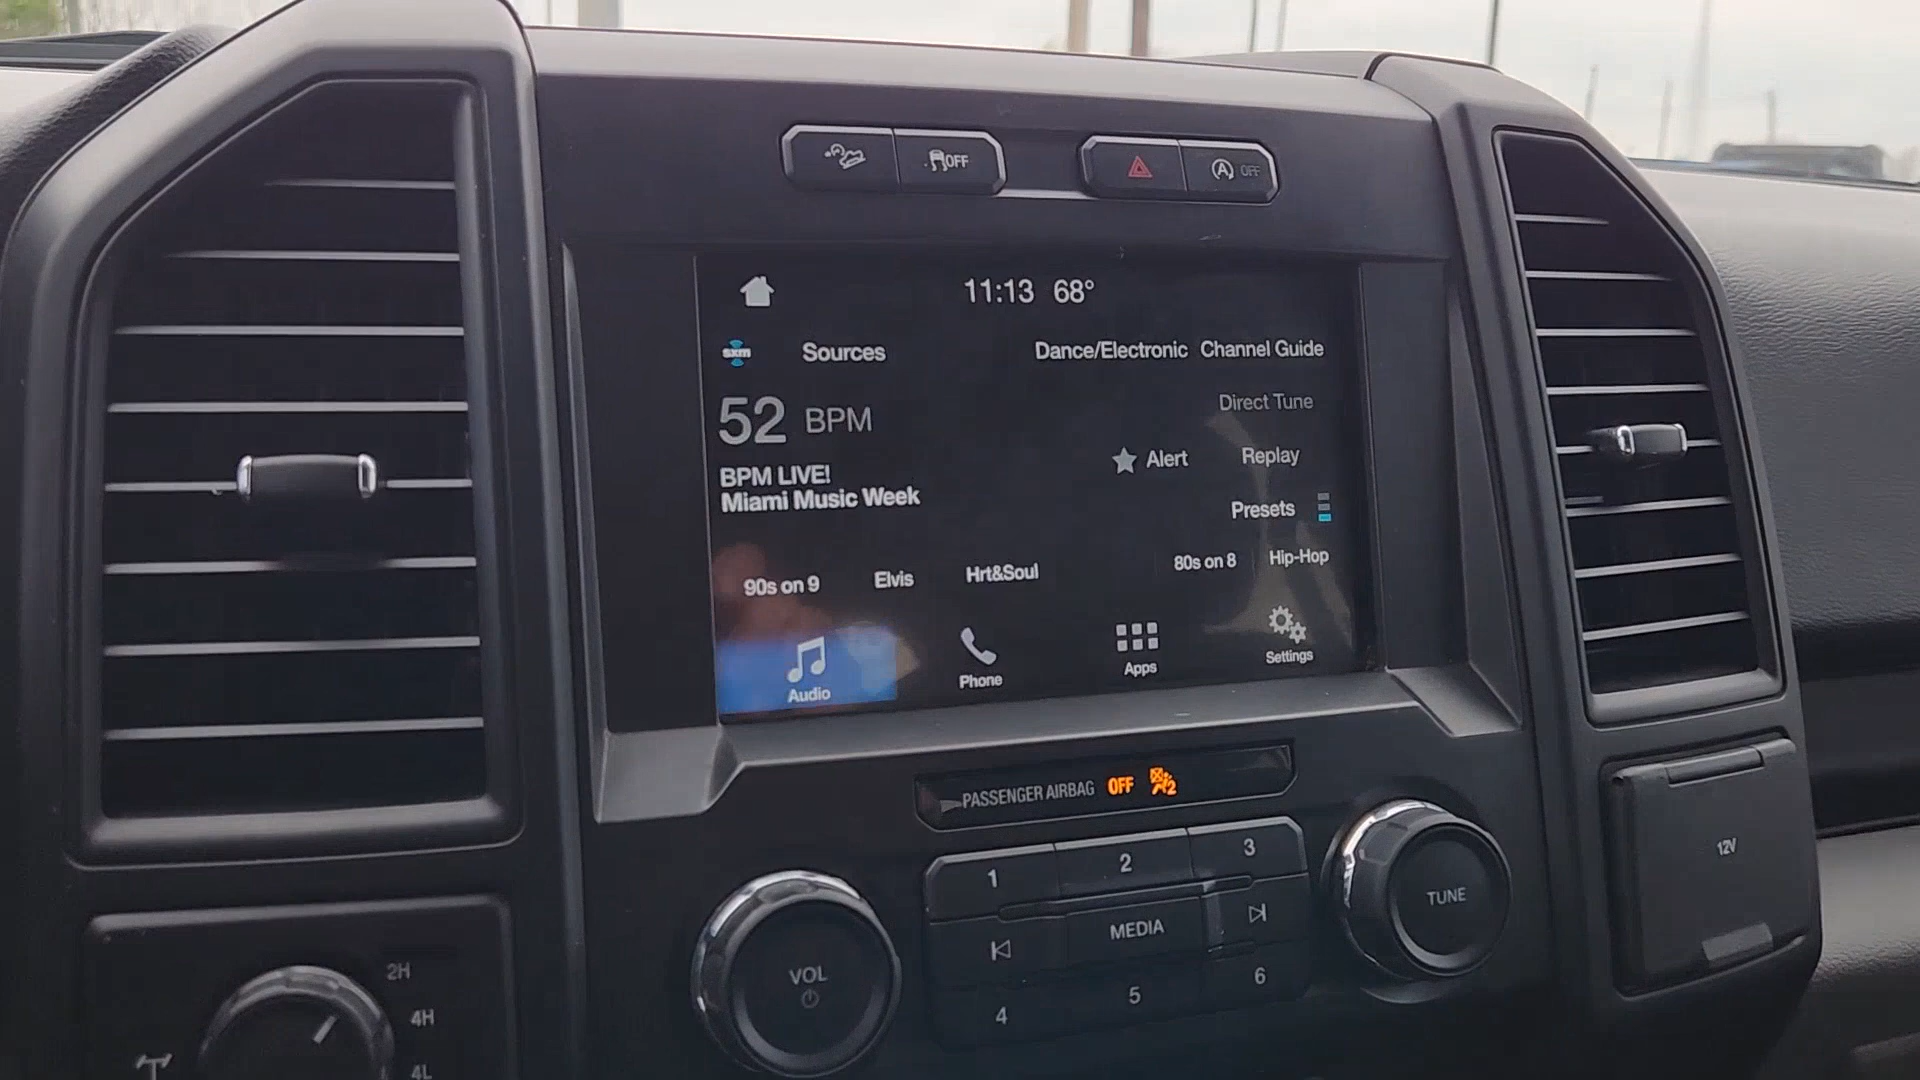 OFF
A OFF
11:13 68°
sxm Sources Dance/Electronic Channel Guide
52 BPM
Direct Tune
BPM LIVE!
Miami Music Week
Alert Replay
Presets
90s on 9 Elvis Hrt&Soul 80s on 8 Hip-Hop
Audio Phone Apps Settings
PASSENGER AIRBAG OFF 2
1 2 3
MEDIA
4 5 6
VOL
TUNE
12V
2H
4H
4L